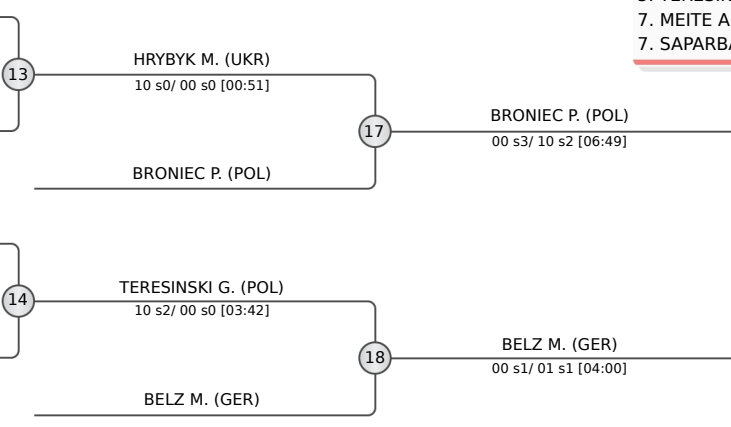 7. MEITE A
7. SAPARBA
13
HRYBYK M. (UKR)
10 s0/ 00 s0 [00:51]
17
BRONIEC P. (POL)
00 s3/ 10 s2 [06:49]
BRONIEC P. (POL)
14
TERESINSKI G. (POL)
10 s2/ 00 s0 [03:42]
18
BELZ M. (GER)
00 s1/ 01 s1 [04:00]
BELZ M. (GER)